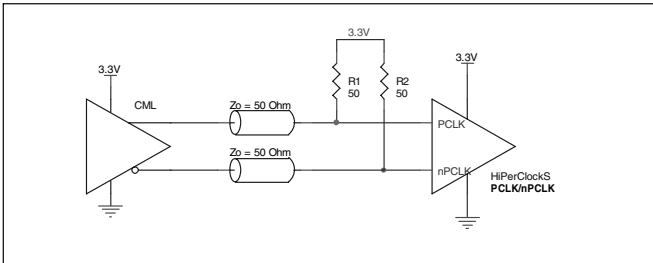 3.3V
3.3V
3.3V
R1
50
R2
50
CML
Zo = 50 Ohm
PCLK
Zo = 50 Ohm
nPCLK
HiPerClockS
PCLK/nPCLK